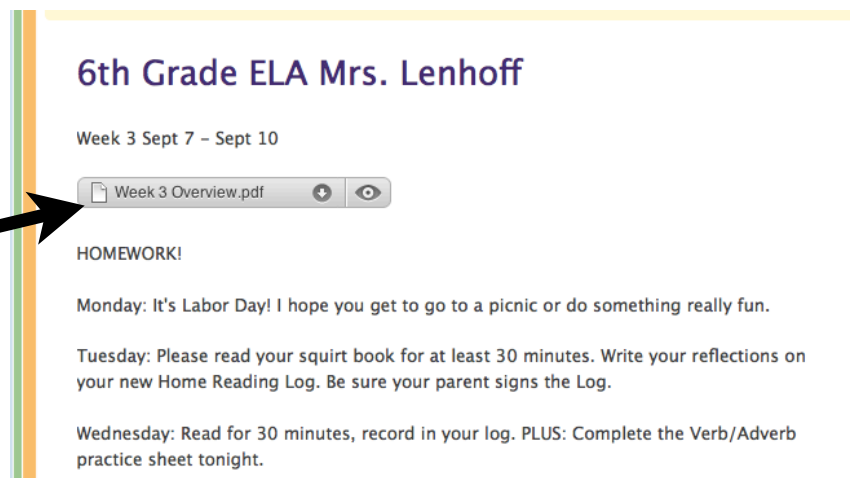 6th Grade ELA Mrs. Lenhoff
Week 3 Sept 7 – Sept 10
Week 3 Overview.pdf
HOMEWORK!
Monday: It's Labor Day! I hope you get to go to a picnic or do something really fun.
Tuesday: Please read your squirt book for at least 30 minutes. Write your reflections on
your new Home Reading Log. Be sure your parent signs the Log.
Wednesday: Read for 30 minutes, record in your log. PLUS: Complete the Verb/Adverb
practice sheet tonight.